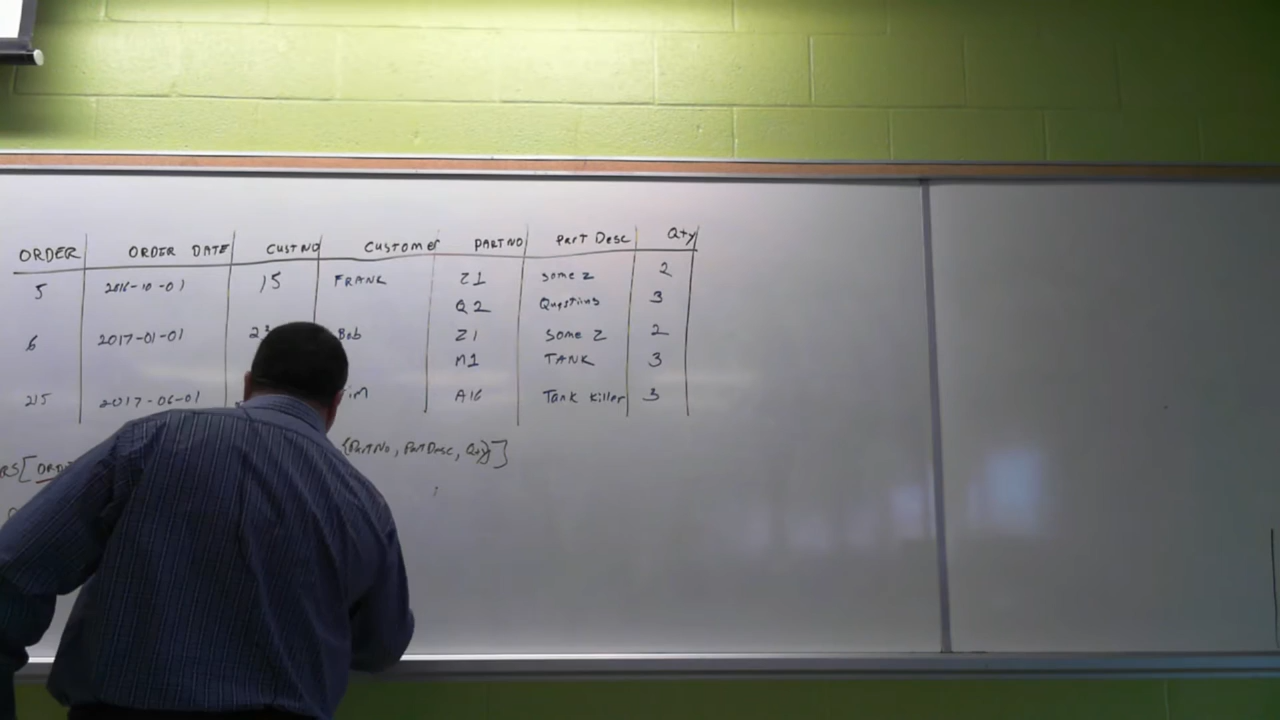 ORDER ORDER DATE CUSTNO Customer PARTNO Part Desc Qty
5 2016-10-01 15 FRANK Z1 Some Z 2
Q2 Questions 3
6 2017-01-01 23 Bob Z1 Some Z 2
M1 TANK 3
215 2017-06-01 A16 Tank Killer 3
{PartNo, PartDesc, Qty}]